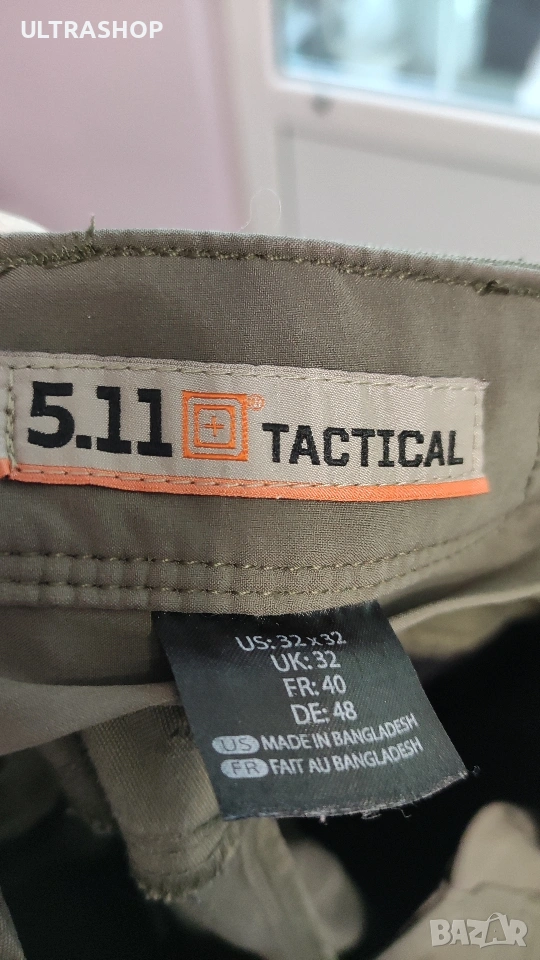 ULTRASHOP
5.11® TACTICAL
US: 32 x 32
UK: 32
FR: 40
DE: 48
US MADE IN BANGLADESH
FR FAIT AU BANGLADESH
BAZAR